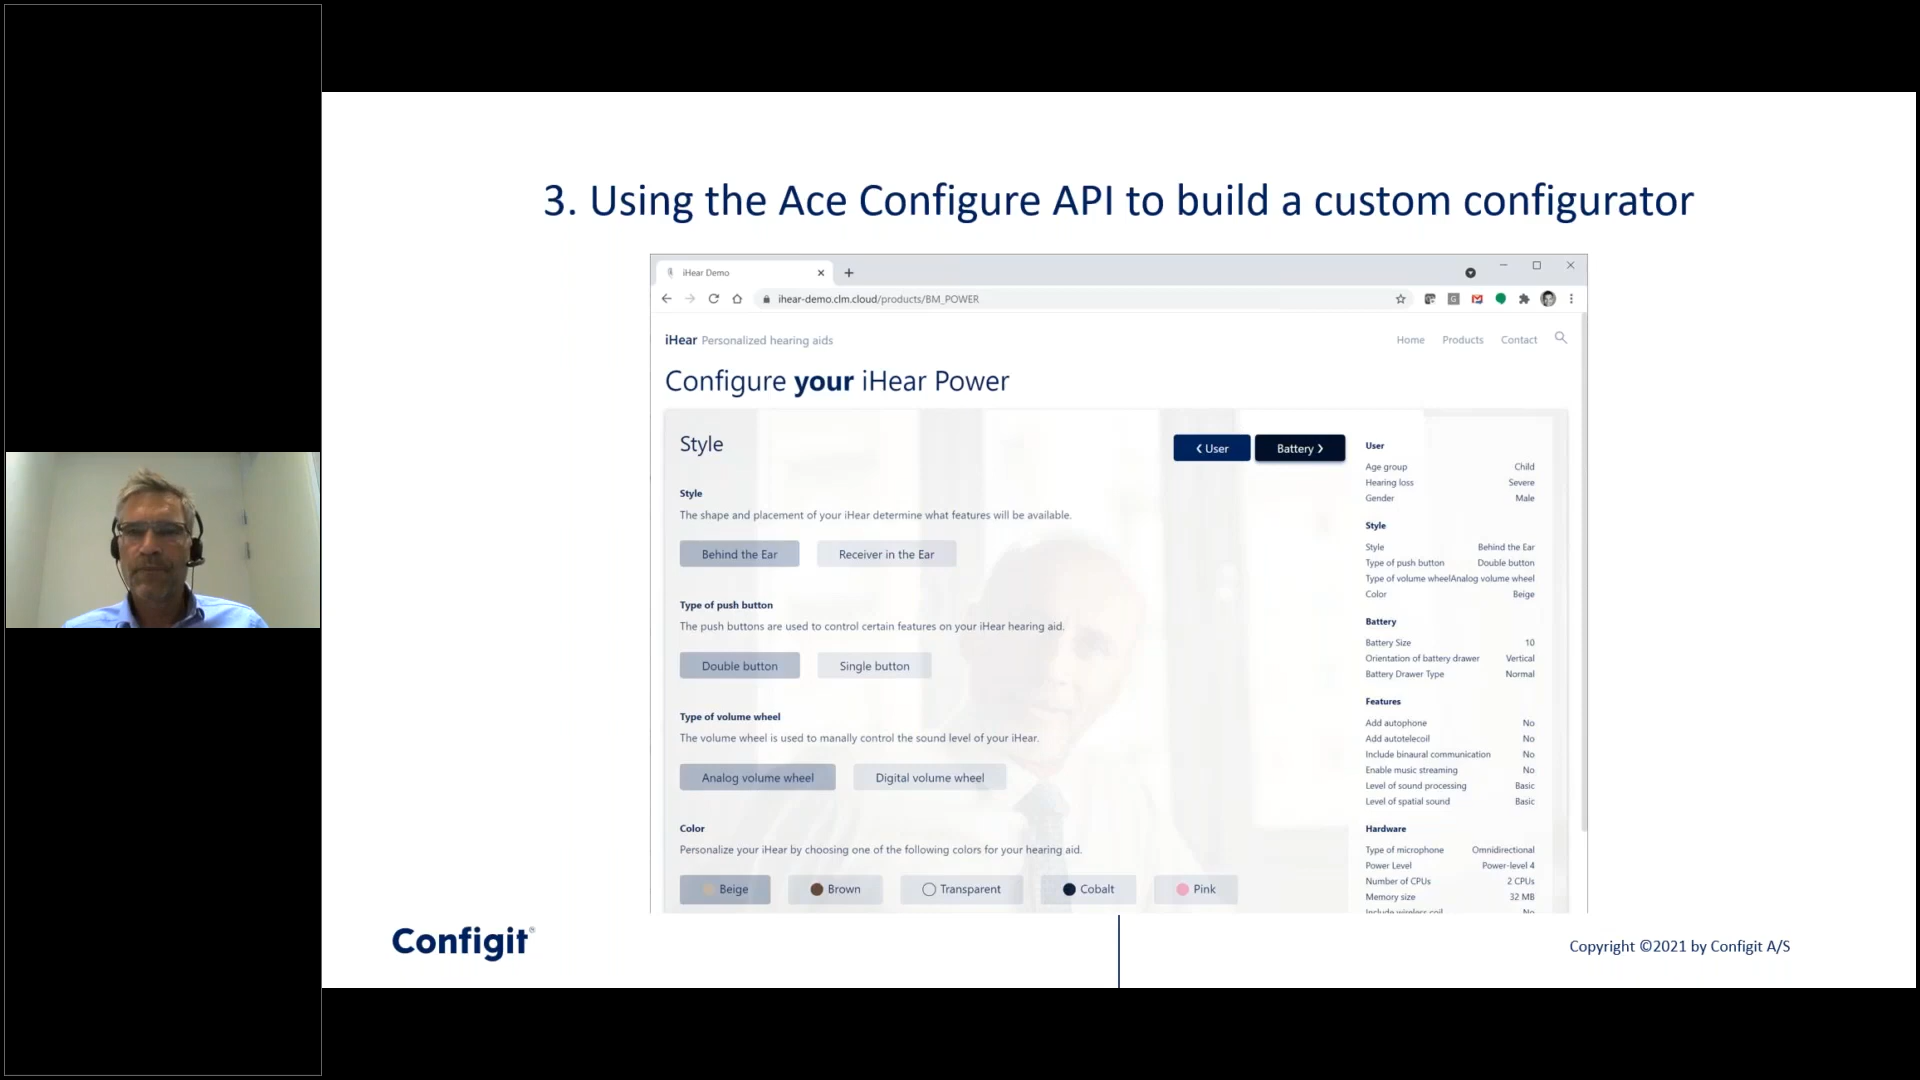 3. Using the Ace Configure API to build a custom configurator
iHear Demo
ihear-demo.clm.cloud/products/BM_POWER
iHear Personalized hearing aids
Home Products Contact
Configure your iHear Power
Style
User
Battery
Style
The shape and placement of your iHear determine what features will be available.
Behind the Ear Receiver in the Ear
Type of push button
The push buttons are used to control certain features on your iHear hearing aid.
Double button Single button
Type of volume wheel
The volume wheel is used to manally control the sound level of your iHear.
Analog volume wheel Digital volume wheel
Color
Personalize your iHear by choosing one of the following colors for your hearing aid.
Beige Brown Transparent Cobalt Pink
User
Age group Child
Hearing loss Severe
Gender Male
Style
Style Behind the Ear
Type of push button Double button
Type of volume wheelAnalog volume wheel
Color Beige
Battery
Battery Size 10
Orientation of battery drawer Vertical
Battery Drawer Type Normal
Features
Add autophone No
Add autotelecoil No
Include binaural communication No
Enable music streaming No
Level of sound processing Basic
Level of spatial sound Basic
Hardware
Type of microphone Omnidirectional
Power Level Power-level 4
Number of CPUs 2 CPUs
Memory size 32 MB
Include wireless coil No
Configit®
Copyright ©2021 by Configit A/S